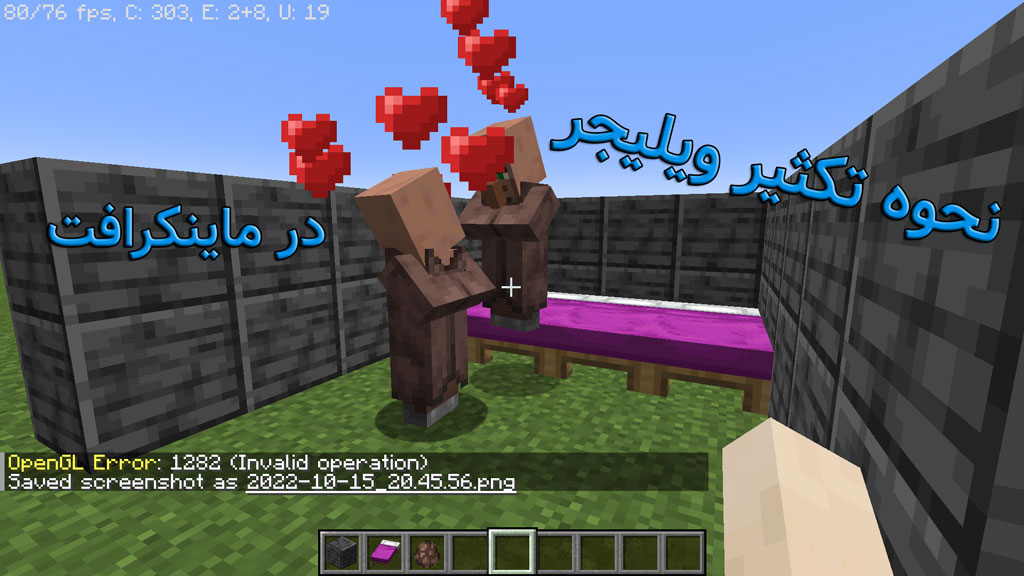 80/76 fps, C: 303, E: 2+8, U: 19
نحوه تکثیر ویلیجر
در ماینکرافت
OpenGL Error: 1282 (Invalid operation)
Saved screenshot as 2022-10-15_20.45.56.png